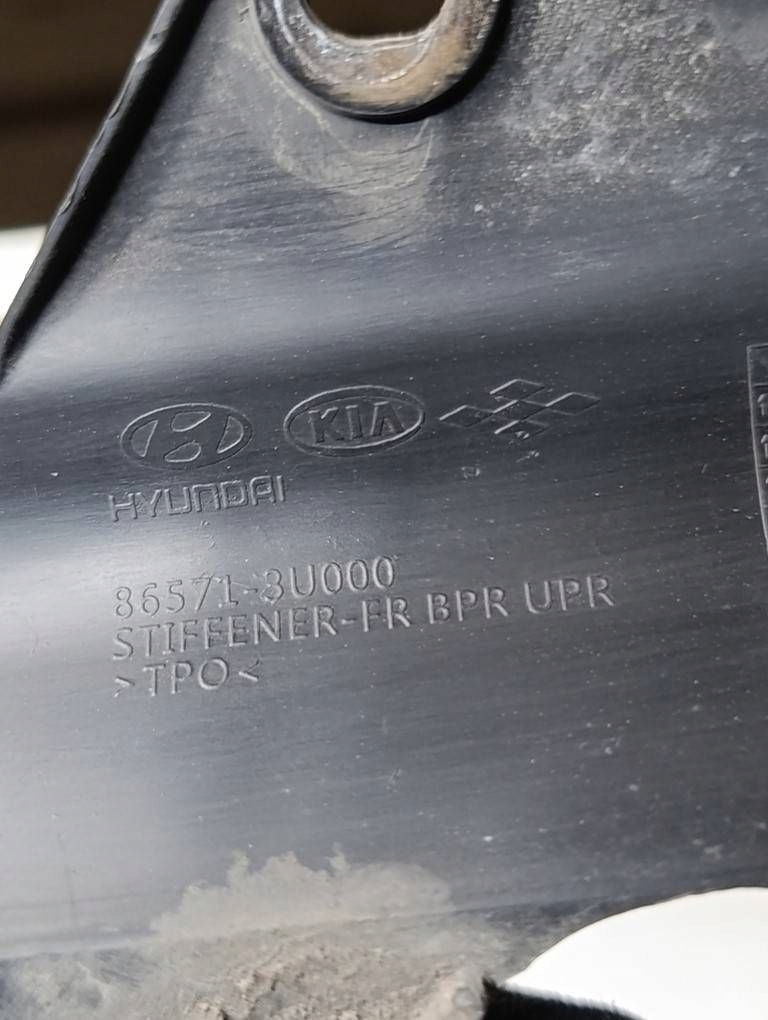 KIA
HYUNDAI
86571-3U000
STIFFENER-FR BPR UPR
>TPO<